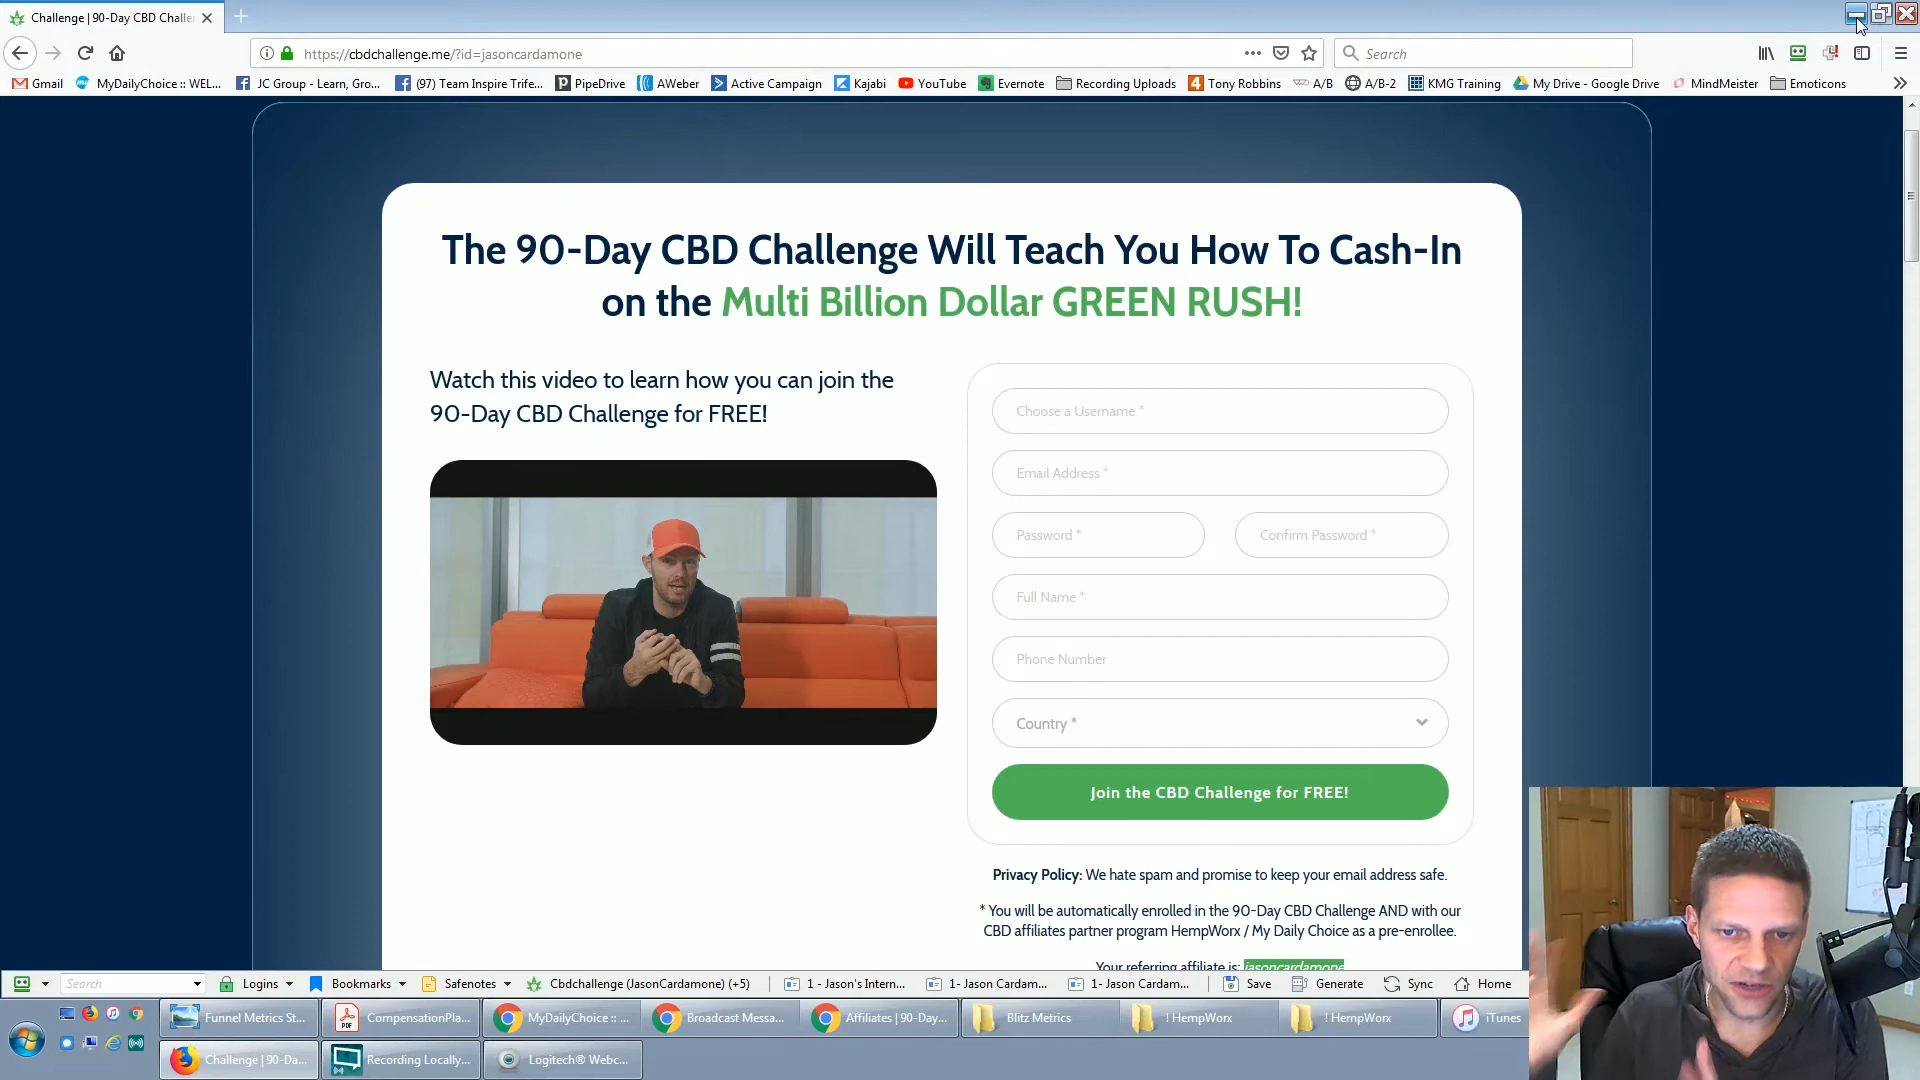 Challenge | 90-Day CBD Challe
https://cbdchallenge.me/?id=jasoncardamone
Search
Gmail
MyDailyChoice :: WEL...
JC Group - Learn, Gro...
(97) Team Inspire Trife...
PipeDrive
AWeber
Active Campaign
Kajabi
YouTube
Evernote
Recording Uploads
Tony Robbins
A/B
A/B-2
KMG Training
My Drive - Google Drive
MindMeister
Emoticons
The 90-Day CBD Challenge Will Teach You How To Cash-In
on the Multi Billion Dollar GREEN RUSH!
Watch this video to learn how you can join the
90-Day CBD Challenge for FREE!
Choose a Username *
Email Address *
Password *
Confirm Password *
Full Name *
Phone Number
Country *
Join the CBD Challenge for FREE!
Privacy Policy: We hate spam and promise to keep your email address safe.
* You will be automatically enrolled in the 90-Day CBD Challenge AND with our
CBD affiliates partner program HempWorx / My Daily Choice as a pre-enrollee.
Your referring affiliate is: jasoncardamone
Search
Logins
Bookmarks
Safenotes
Cbdchallenge (JasonCardamone) (+5)
1 - Jason's Intern...
1- Jason Cardam...
1- Jason Cardam...
Save
Generate
Sync
Home
Funnel Metrics St...
CompensationPla...
MyDailyChoice :: ...
Broadcast Messa...
Affiliates | 90-Day...
Blitz Metrics
! HempWorx
! HempWorx
iTunes
Challenge | 90-Da...
Recording Locally...
Logitech® Webc...